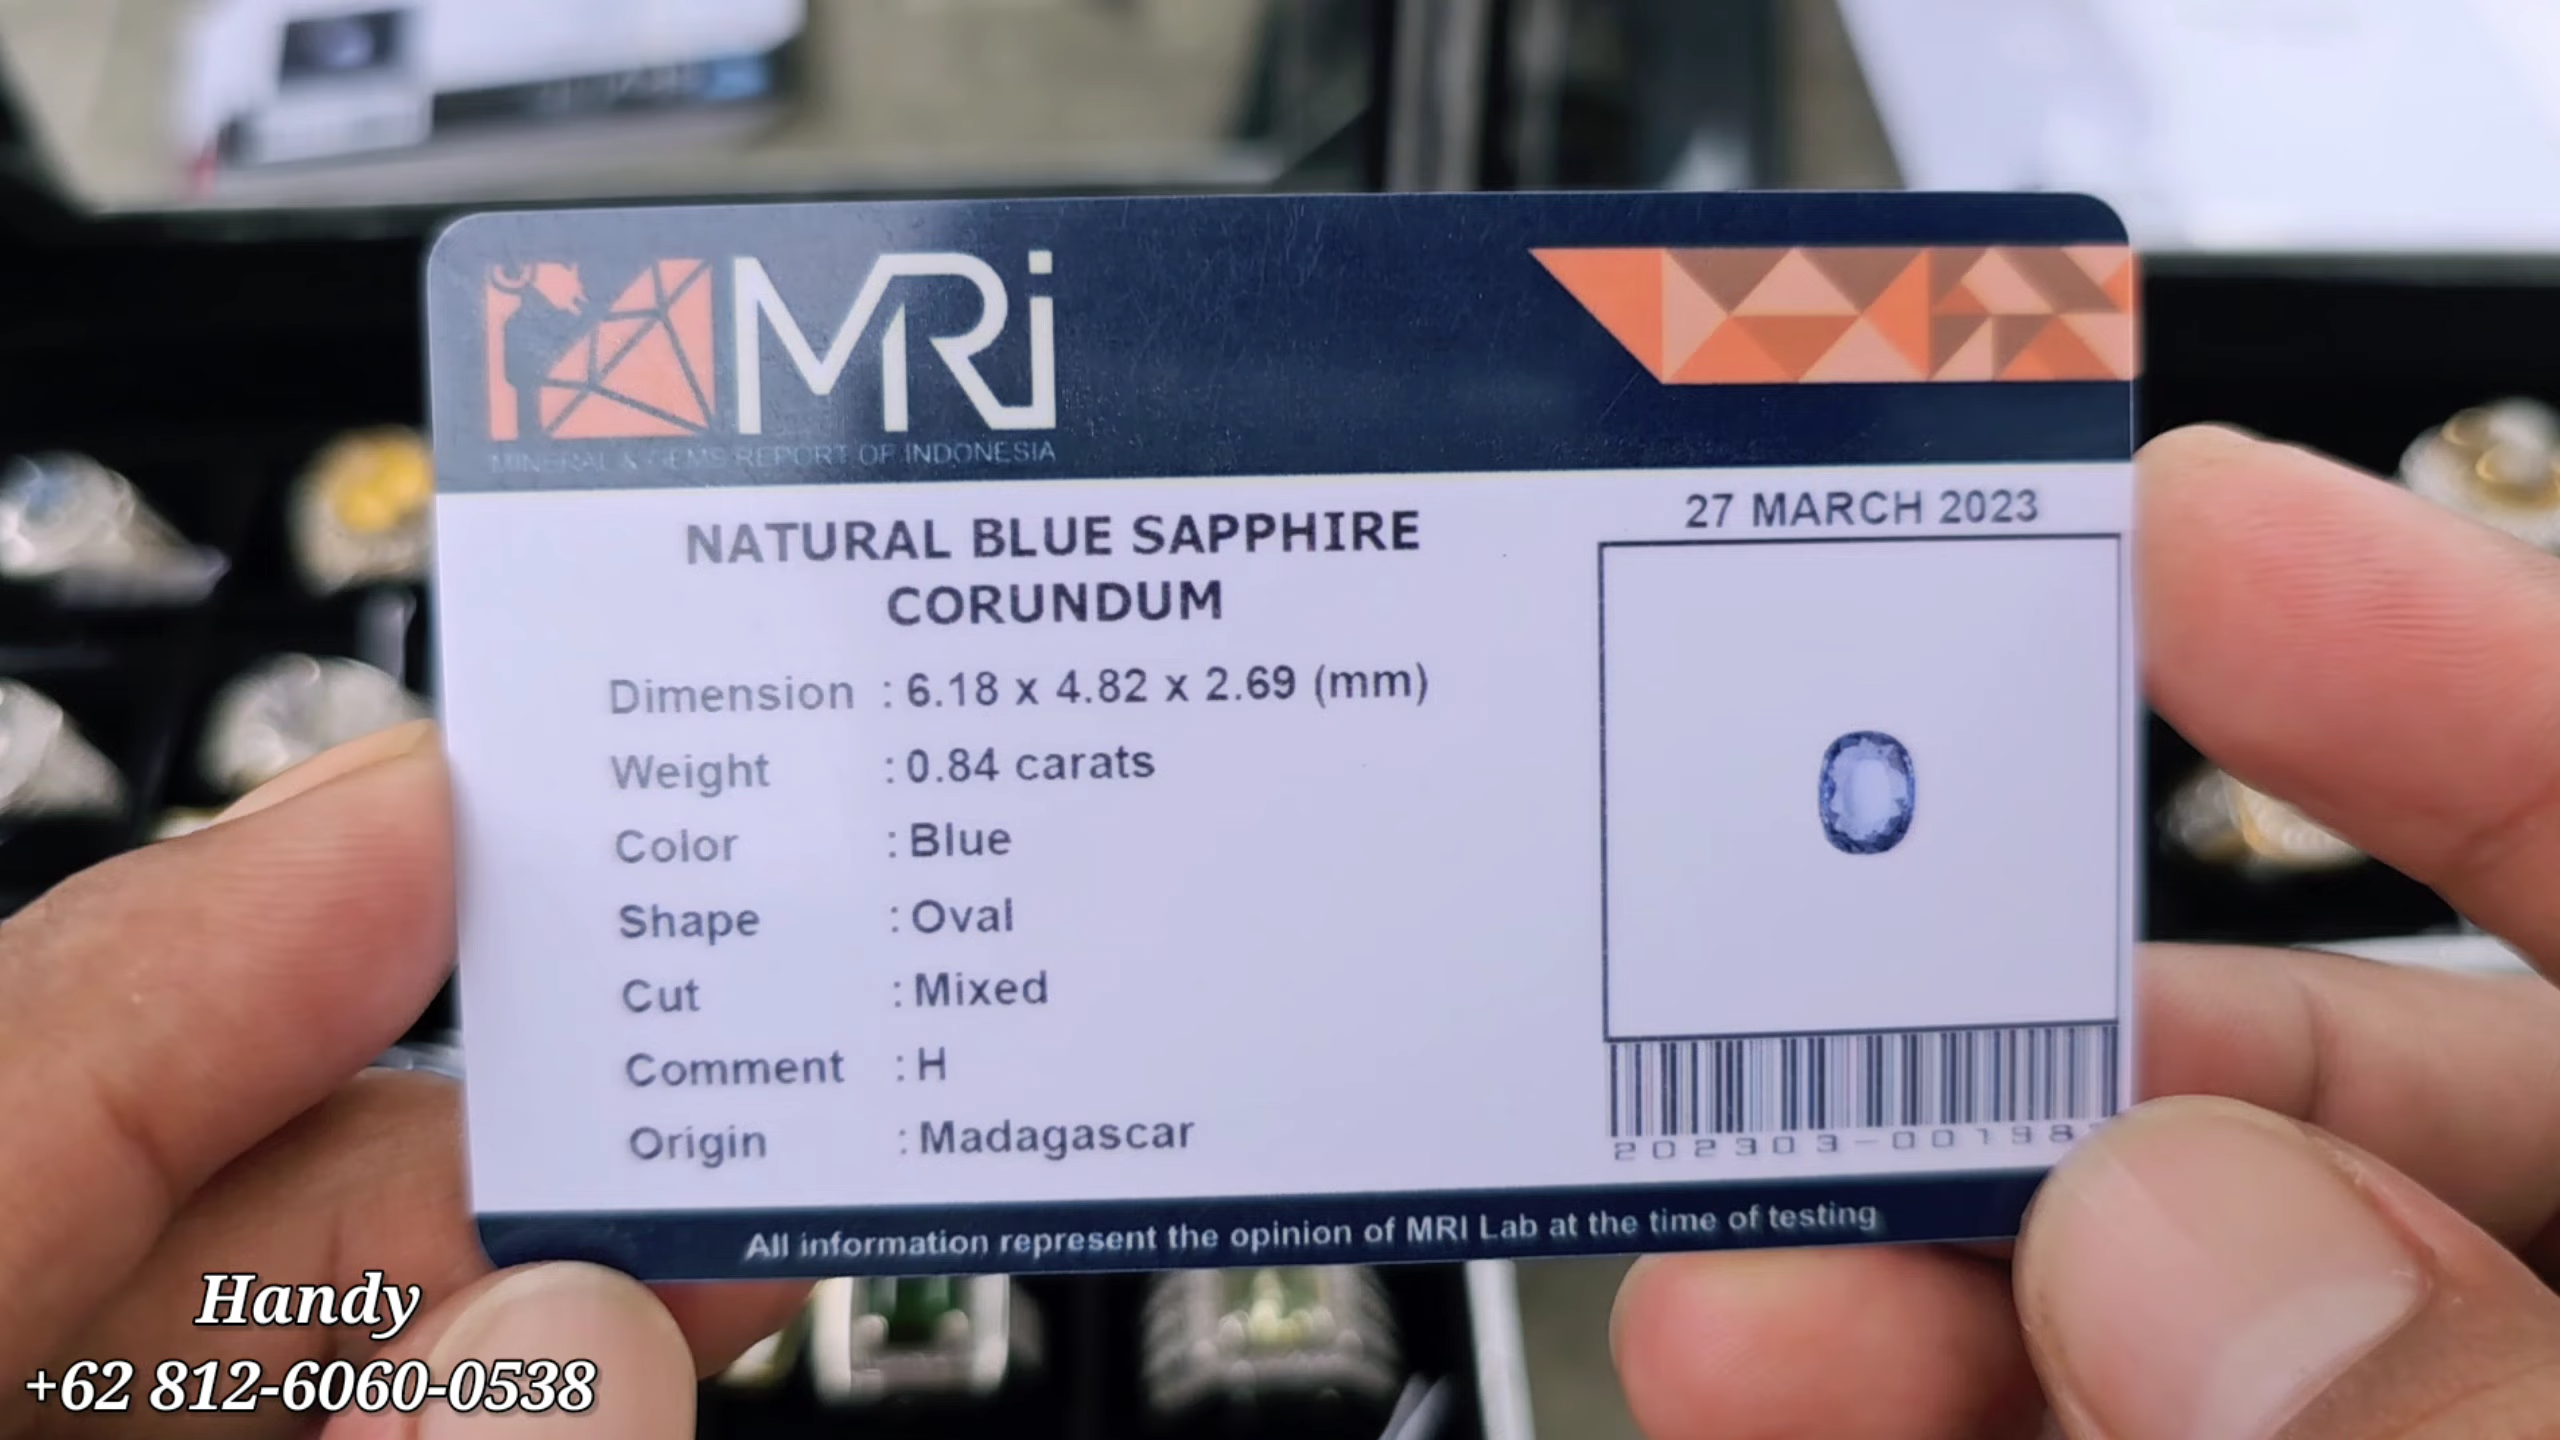 MRi
MINERAL & GEMS REPORT OF INDONESIA
NATURAL BLUE SAPPHIRE
CORUNDUM
Dimension : 6.18 x 4.82 x 2.69 (mm)
Weight : 0.84 carats
Color : Blue
Shape : Oval
Cut : Mixed
Comment : H
Origin : Madagascar
27 MARCH 2023
202303-00198
All information represent the opinion of MRI Lab at the time of testing
Handy
+62 812-6060-0538